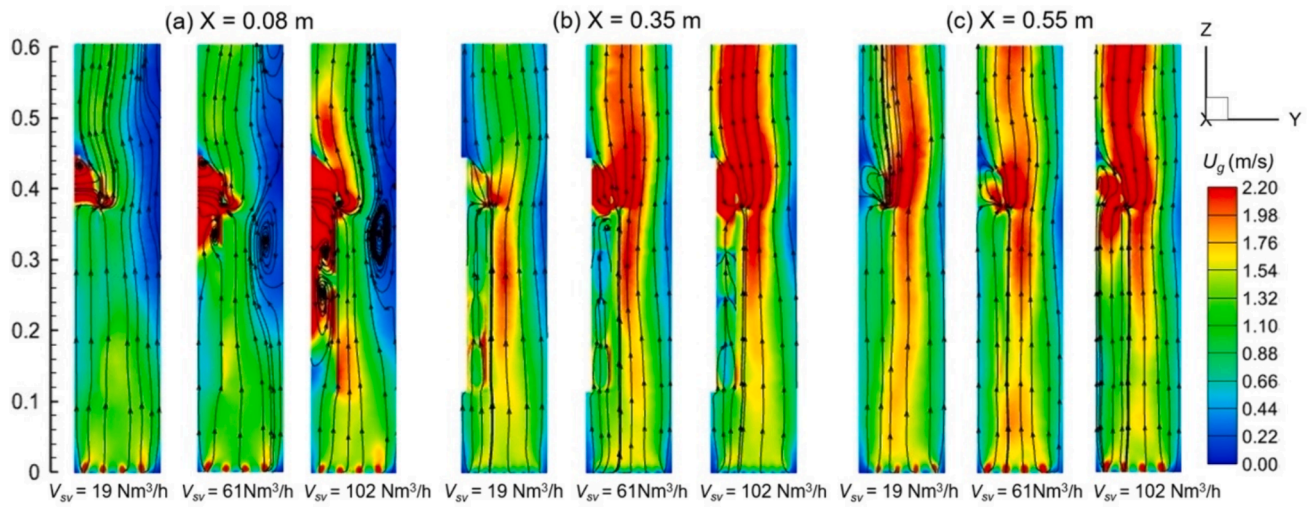 (a) X = 0.08 m
(b) X = 0.35 m
(c) X = 0.55 m
0.6
0.5
0.4
0.3
0.2
0.1
0
Z
X
Y
U_g (m/s)
2.20
1.98
1.76
1.54
1.32
1.10
0.88
0.66
0.44
0.22
0.00
V_sv = 19 Nm³/h
V_sv = 61Nm³/h
V_sv = 102 Nm³/h
V_sv = 19 Nm³/h
V_sv = 61Nm³/h
V_sv = 102 Nm³/h
V_sv = 19 Nm³/h
V_sv = 61Nm³/h
V_sv = 102 Nm³/h